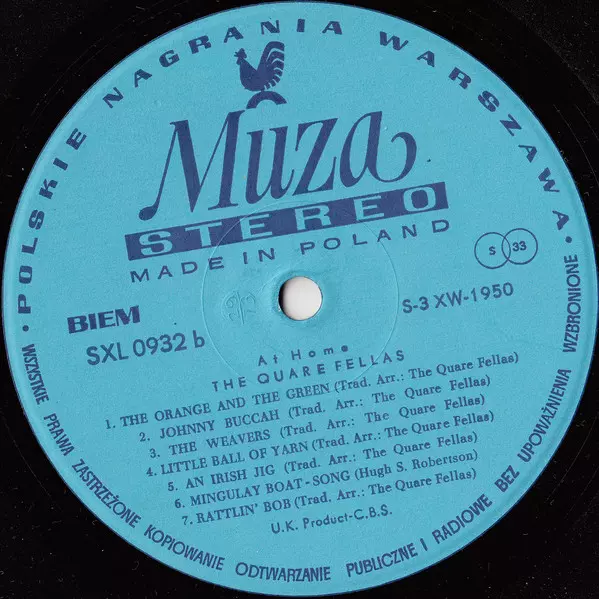 • POLSKIE NAGRANIA WARSZAWA •
Muza
STEREO
MADE IN POLAND
S 33
BIEM
S-3 XW-1950
SXL 0932 b
At Home
THE QUARE FELLAS
1. THE ORANGE AND THE GREEN (Trad. Arr.: The Quare Fellas)
2. JOHNNY BUCCAH (Trad. Arr.: The Quare Fellas)
3. THE WEAVERS (Trad. Arr.: The Quare Fellas)
4. LITTLE BALL OF YARN (Trad. Arr.: The Quare Fellas)
5. AN IRISH JIG (Trad. Arr.: The Quare Fellas)
6. MINGULAY BOAT-SONG (Hugh S. Robertson)
7. RATTLIN' BOB (Trad. Arr.: The Quare Fellas)
U.K. Product-C.B.S.
WSZYSTKIE PRAWA ZASTRZEŻONE KOPIOWANIE ODTWARZANIE PUBLICZNE I RADIOWE BEZ UPOWAŻNIENIA WZBRONIONE